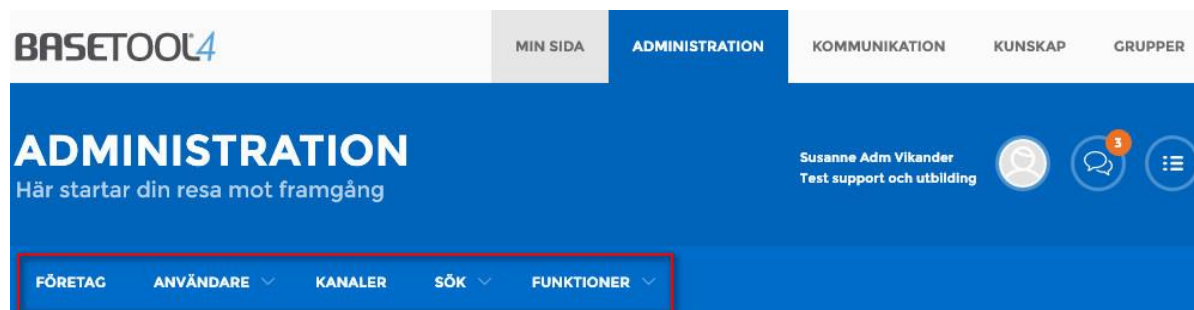 BASETOOL4
MIN SIDA ADMINISTRATION KOMMUNIKATION KUNSKAP GRUPPER
ADMINISTRATION
Här startar din resa mot framgång
Susanne Adm Vikander
Test support och utbilding
3
FÖRETAG ANVÄNDARE KANALER SÖK FUNKTIONER